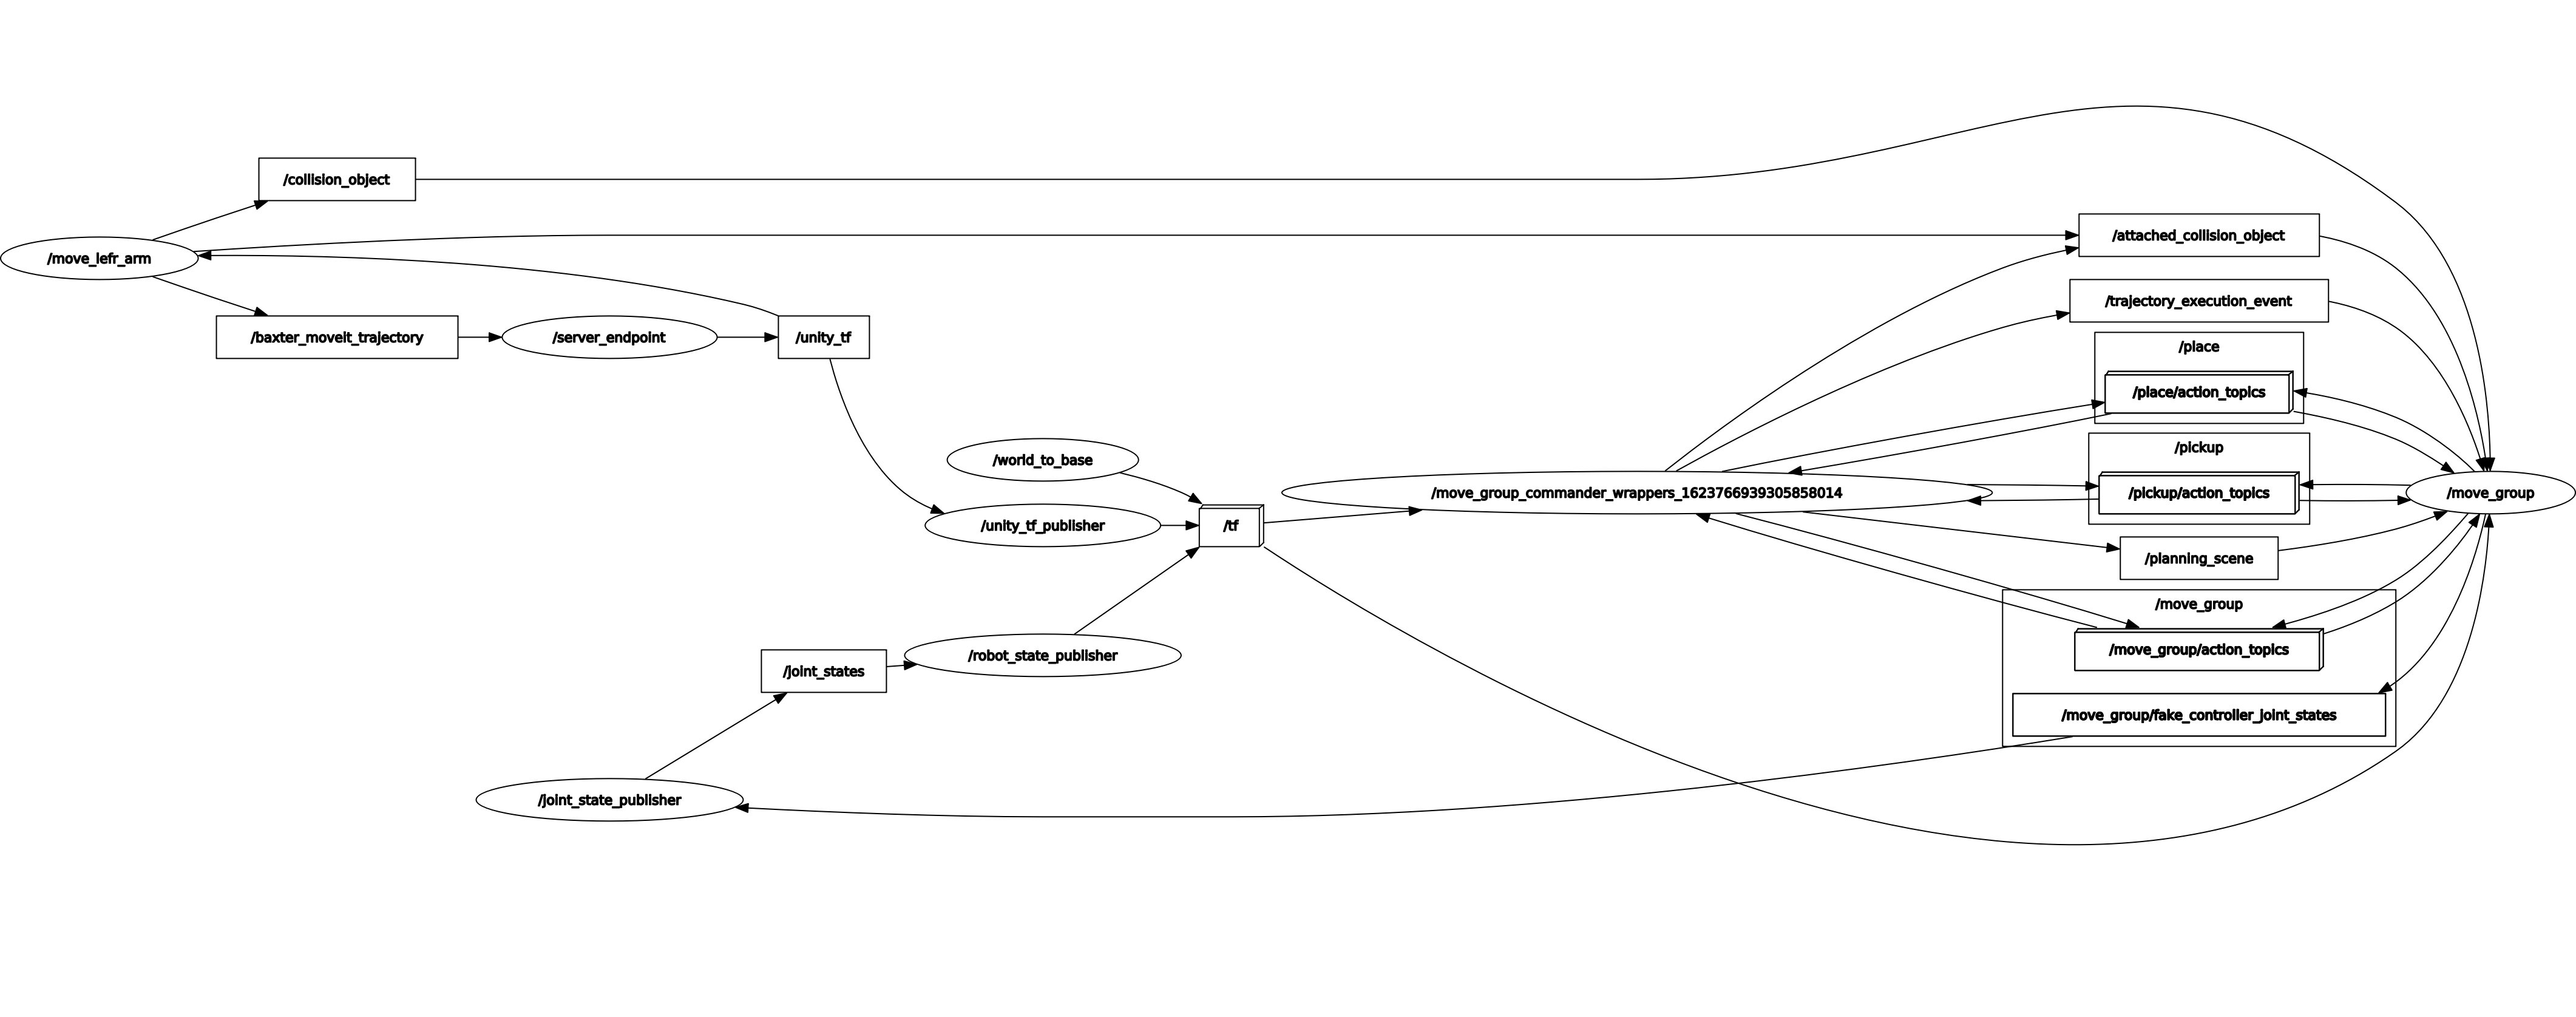 /collision_object
/attached_collision_object
/move_lefr_arm
/trajectory_execution_event
/baxter_moveit_trajectory
/server_endpoint
/unity_tf
/place
/place/action_topics
/pickup
/world_to_base
/move_group_commander_wrappers_1623766939305858014
/pickup/action_topics
/move_group
/unity_tf_publisher
/tf
/planning_scene
/move_group
/robot_state_publisher
/move_group/action_topics
/joint_states
/move_group/fake_controller_joint_states
/joint_state_publisher